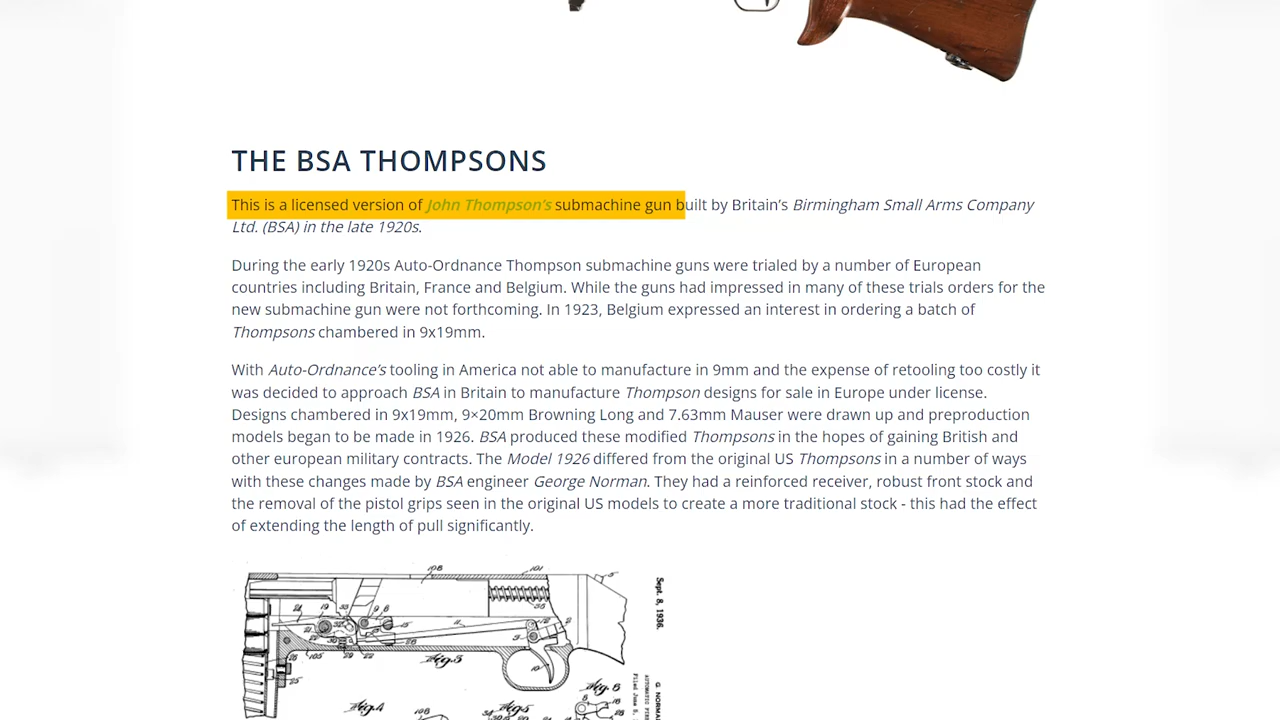 THE BSA THOMPSONS
This is a licensed version of John Thompson's submachine gun built by Britain's Birmingham Small Arms Company
Ltd. (BSA) in the late 1920s.
During the early 1920s Auto-Ordnance Thompson submachine guns were trialed by a number of European
countries including Britain, France and Belgium. While the guns had impressed in many of these trials orders for the
new submachine gun were not forthcoming. In 1923, Belgium expressed an interest in ordering a batch of
Thompsons chambered in 9x19mm.
With Auto-Ordnance's tooling in America not able to manufacture in 9mm and the expense of retooling too costly it
was decided to approach BSA in Britain to manufacture Thompson designs for sale in Europe under license.
Designs chambered in 9x19mm, 9×20mm Browning Long and 7.63mm Mauser were drawn up and preproduction
models began to be made in 1926. BSA produced these modified Thompsons in the hopes of gaining British and
other european military contracts. The Model 1926 differed from the original US Thompsons in a number of ways
with these changes made by BSA engineer George Norman. They had a reinforced receiver, robust front stock and
the removal of the pistol grips seen in the original US models to create a more traditional stock - this had the effect
of extending the length of pull significantly.
108
101
Sept. 8, 1936.
Fig.3
Fig.6
Fig.4
Fig.5